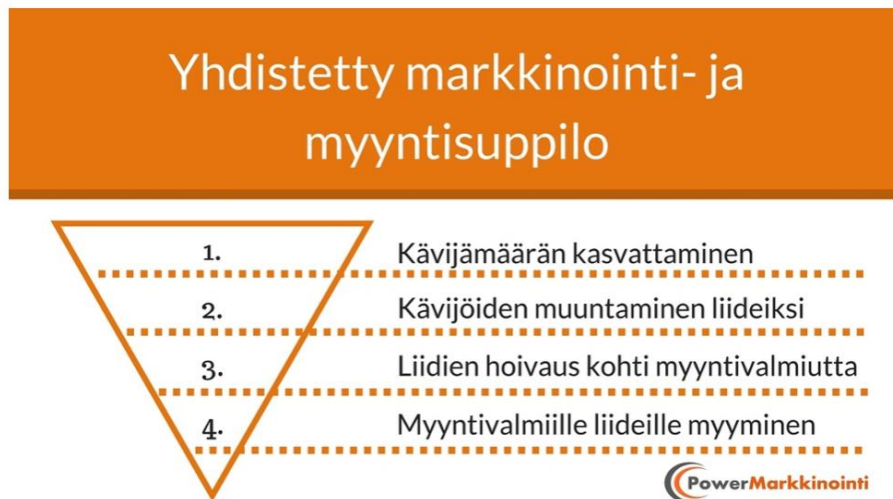 Yhdistetty markkinointi- ja
myyntisuppilo
1. Kävijämäärän kasvattaminen
2. Kävijöiden muuntaminen liideiksi
3. Liidien hoivaus kohti myyntivalmiutta
4. Myyntivalmiille liideille myyminen
PowerMarkkinointi